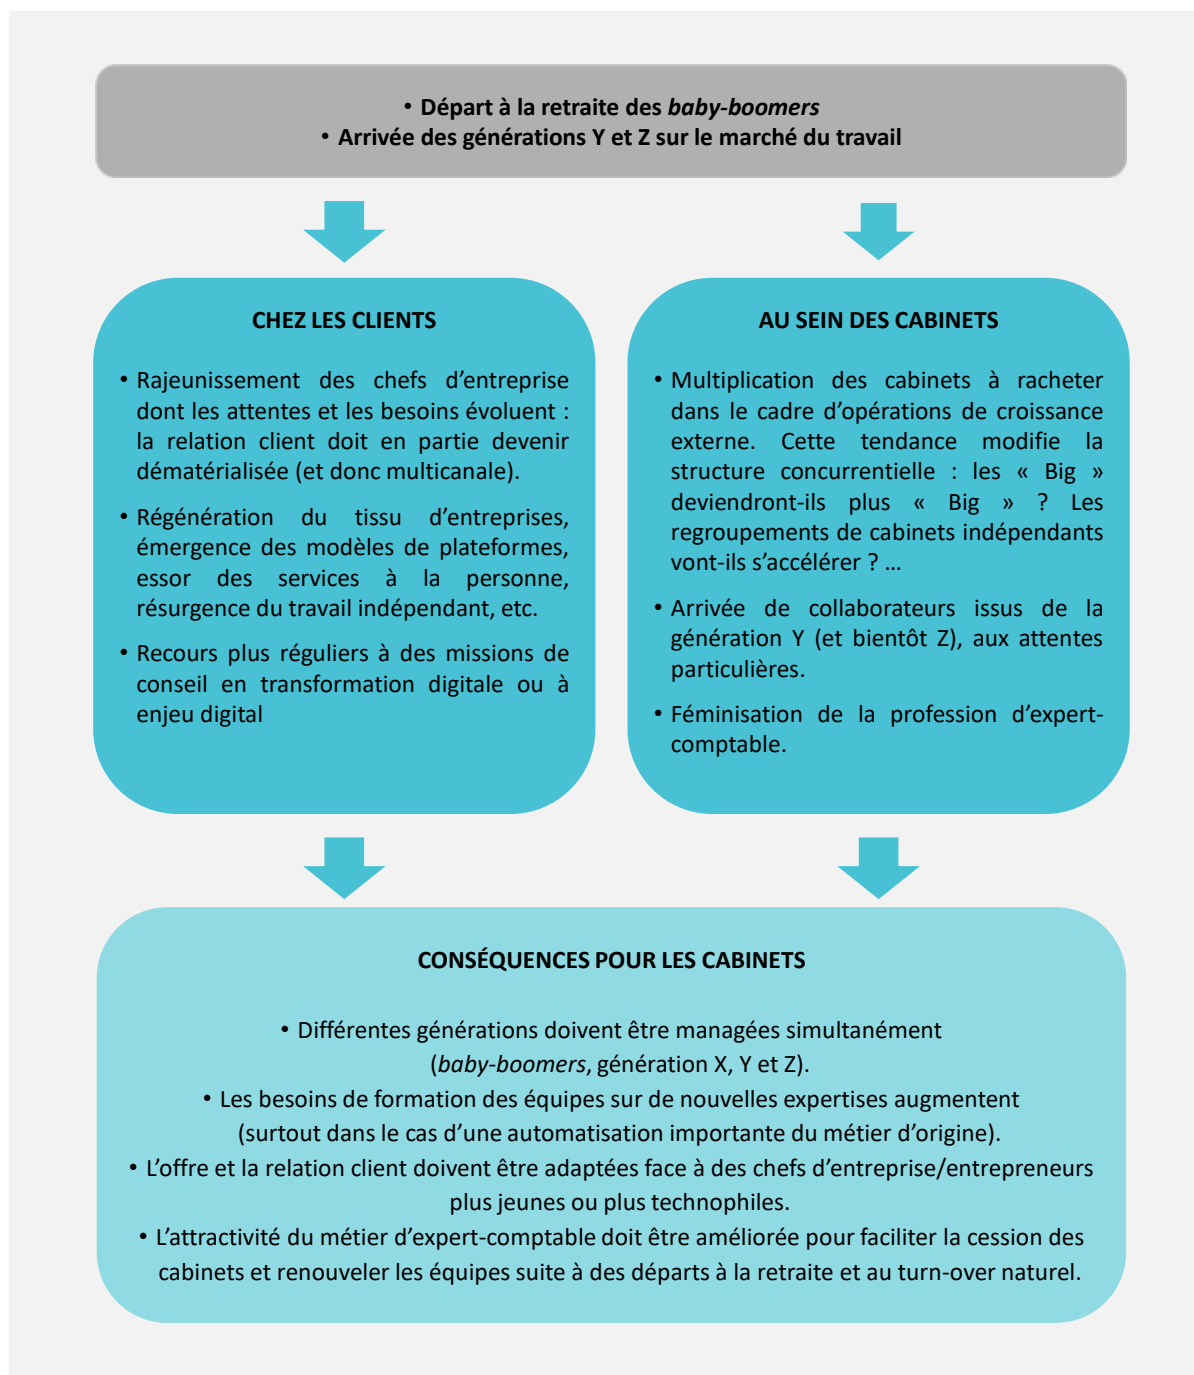 • Départ à la retraite des baby-boomers
• Arrivée des générations Y et Z sur le marché du travail
CHEZ LES CLIENTS
• Rajeunissement des chefs d’entreprise
dont les attentes et les besoins évoluent :
la relation client doit en partie devenir
dématérialisée (et donc multicanale).
• Régénération du tissu d’entreprises,
émergence des modèles de plateformes,
essor des services à la personne,
résurgence du travail indépendant, etc.
• Recours plus réguliers à des missions de
conseil en transformation digitale ou à
enjeu digital
AU SEIN DES CABINETS
• Multiplication des cabinets à racheter
dans le cadre d’opérations de croissance
externe. Cette tendance modifie la
structure concurrentielle : les « Big »
deviendront-ils plus « Big » ? Les
regroupements de cabinets indépendants
vont-ils s’accélérer ? …
• Arrivée de collaborateurs issus de la
génération Y (et bientôt Z), aux attentes
particulières.
• Féminisation de la profession d’expert-
comptable.
CONSÉQUENCES POUR LES CABINETS
• Différentes générations doivent être managées simultanément
(baby-boomers, génération X, Y et Z).
• Les besoins de formation des équipes sur de nouvelles expertises augmentent
(surtout dans le cas d’une automatisation importante du métier d’origine).
• L’offre et la relation client doivent être adaptées face à des chefs d’entreprise/entrepreneurs
plus jeunes ou plus technophiles.
• L’attractivité du métier d’expert-comptable doit être améliorée pour faciliter la cession des
cabinets et renouveler les équipes suite à des départs à la retraite et au turn-over naturel.